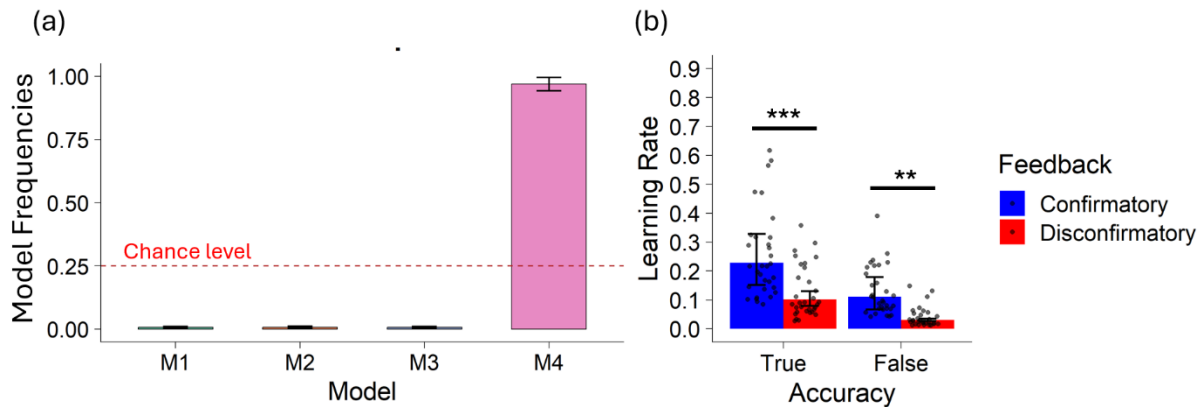 (a)
Model Frequencies
1.00
0.75
0.50
0.25
0.00
Chance level
M1 M2 M3 M4
Model
(b)
Learning Rate
0.9
0.8
0.7
0.6
0.5
0.4
0.3
0.2
0.1
0.0
***
**
True False
Accuracy
Feedback
Confirmatory
Disconfirmatory